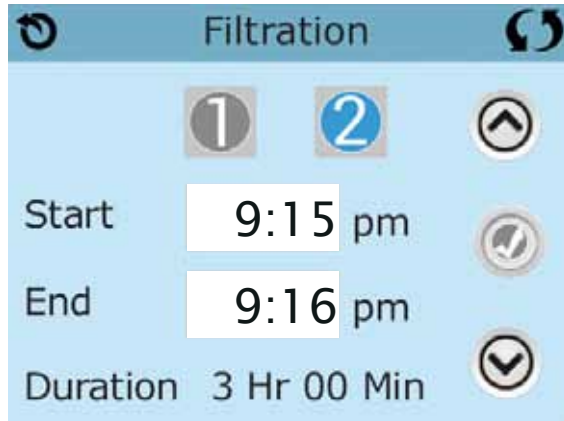 Filtration
1 2
Start 9:15 pm
End 9:16 pm
Duration 3 Hr 00 Min